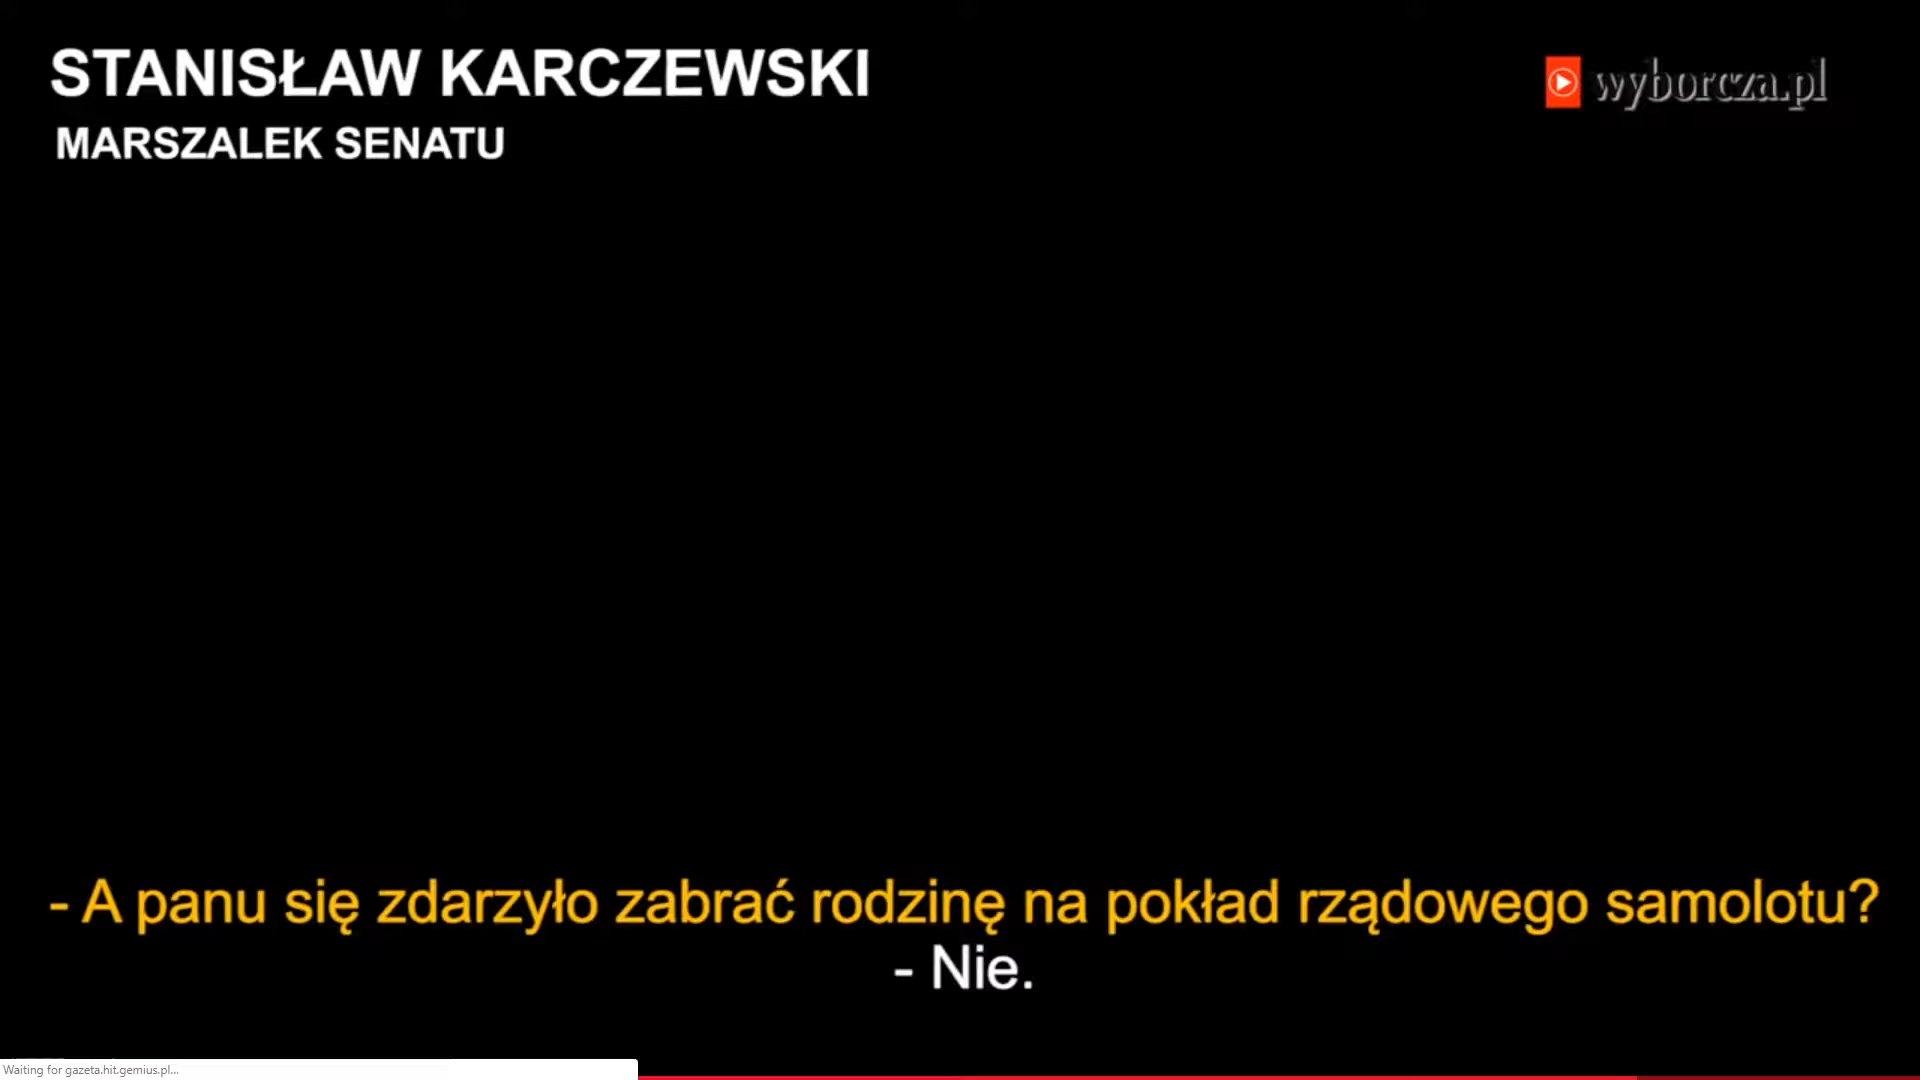 STANISŁAW KARCZEWSKI
wyborcza.pl
MARSZALEK SENATU
- A panu się zdarzyło zabrać rodzinę na pokład rządowego samolotu?
- Nie.
Waiting for gazeta.hit.gemius.pl...